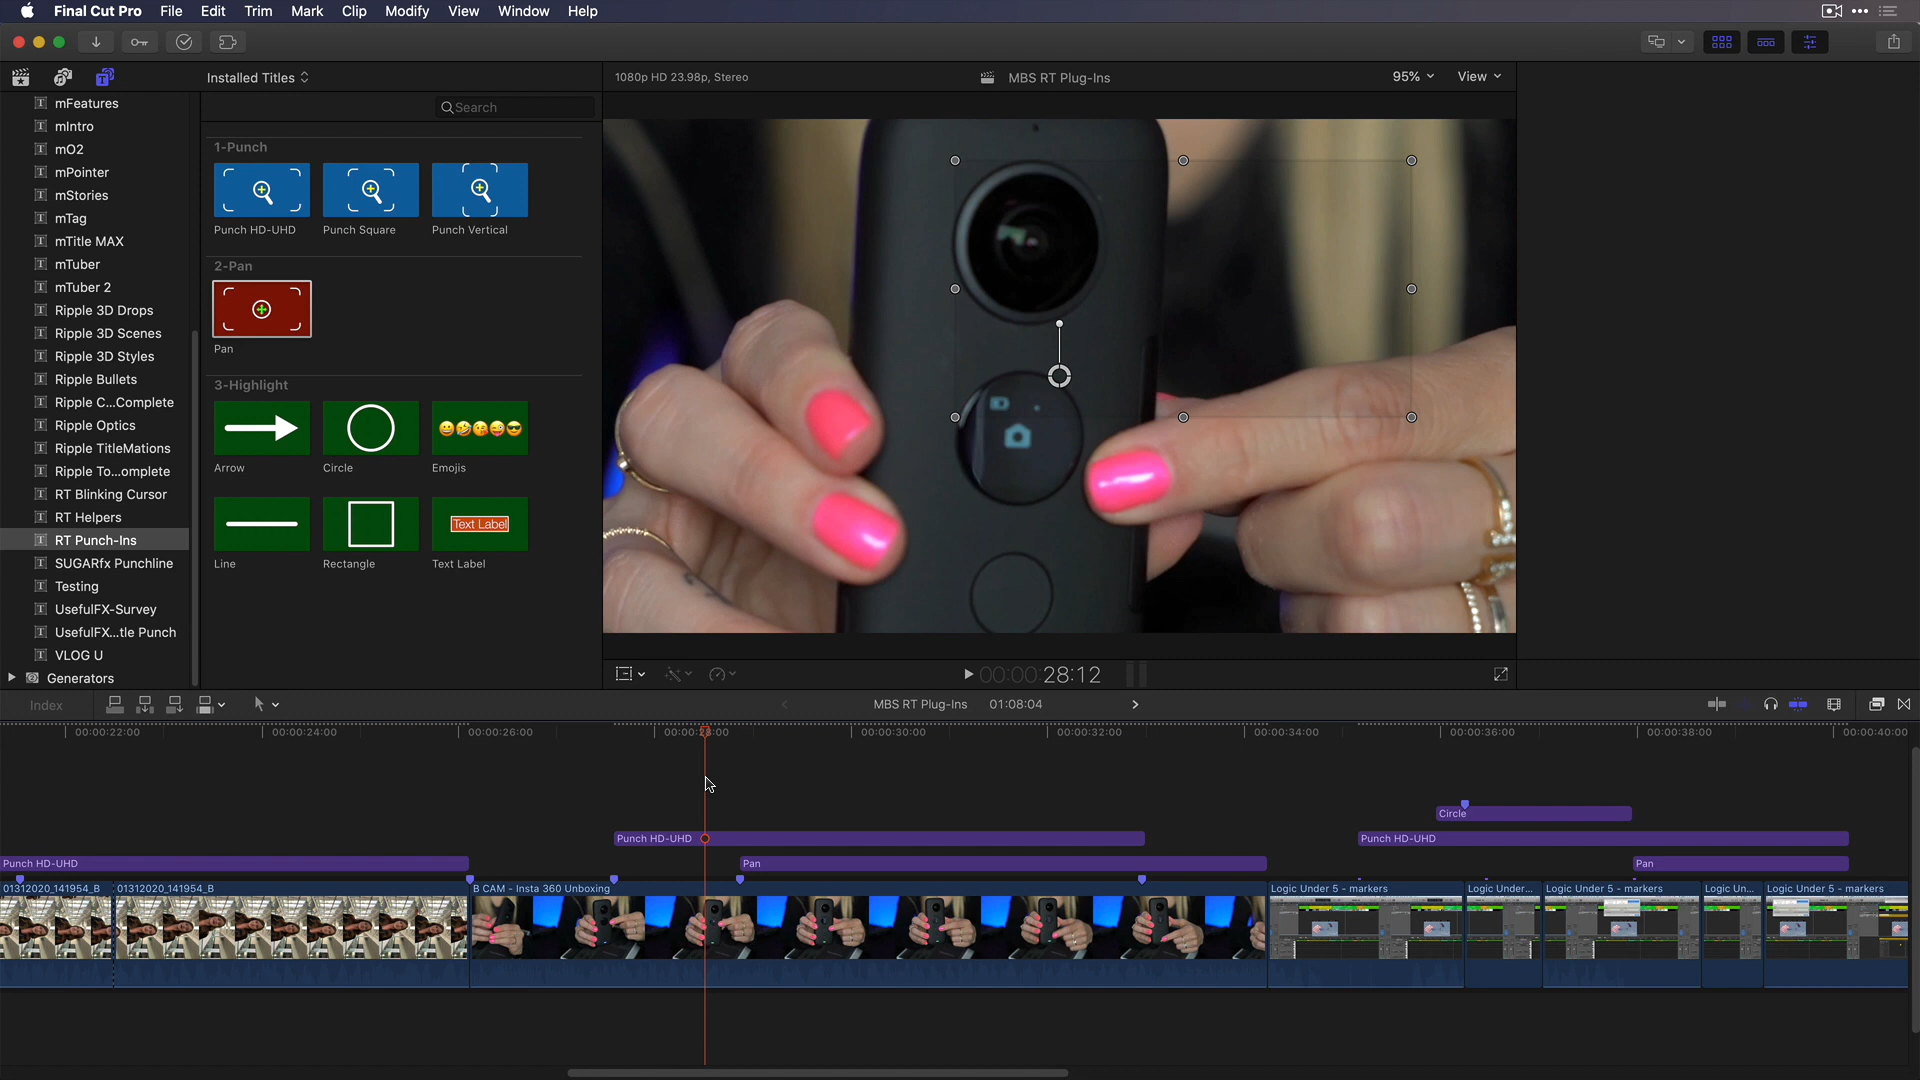 Final Cut Pro File Edit Trim Mark Clip Modify View Window Help
Installed Titles
1080p HD 23.98p, Stereo
MBS RT Plug-Ins
95%
View
Search
mFeatures
mIntro
mO2
mPointer
mStories
mTag
mTitle MAX
mTuber
mTuber 2
Ripple 3D Drops
Ripple 3D Scenes
Ripple 3D Styles
Ripple Bullets
Ripple C...Complete
Ripple Optics
Ripple TitleMations
Ripple To...omplete
RT Blinking Cursor
RT Helpers
RT Punch-Ins
SUGARfx Punchline
Testing
UsefulFX-Survey
UsefulFX...tle Punch
VLOG U
Generators
1-Punch
Punch HD-UHD
Punch Square
Punch Vertical
2-Pan
Pan
3-Highlight
Arrow
Circle
Emojis
Text Label
Line
Rectangle
Text Label
00:00:28:12
Index
MBS RT Plug-Ins
01:08:04
00:00:22:00
00:00:24:00
00:00:26:00
00:00:28:00
00:00:30:00
00:00:32:00
00:00:34:00
00:00:36:00
00:00:38:00
00:00:40:00
Circle
Punch HD-UHD
Punch HD-UHD
Punch HD-UHD
Pan
Pan
01312020_141954_B
01312020_141954_B
B CAM - Insta 360 Unboxing
Logic Under 5 - markers
Logic Under...
Logic Under 5 - markers
Logic Un...
Logic Under 5 - markers